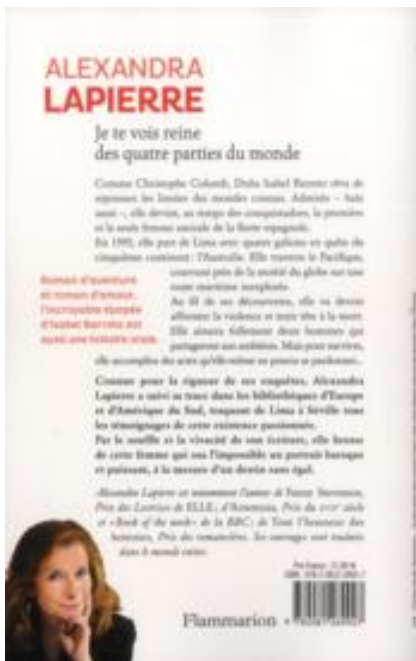 ALEXANDRA
LAPIERRE
Je te vois reine
des quatre parties du monde
Comme Christophe Colomb, Doña Isabel Barreto rêve de
repousser les limites des mondes connus. Adorée – haïe
aussi –, elle devint, au temps des conquistadors, la première
et la seule femme amirale de la flotte espagnole.
En 1595, elle part de Lima avec quatre galions en quête du
cinquième continent : l'Australie. Elle traverse le Pacifique,
couvrant près de la moitié du globe sur une
route maritime inexplorée.
Au fil de ses découvertes, elle va devoir
affronter la violence et tenir tête à la mort.
Elle aimera follement deux hommes qui
partageront son ambition. Mais pour survivre,
elle accomplira des actes qu'elle-même ne pourra se pardonner...
Roman d'aventure
et roman d'amour,
l'incroyable épopée
d'Isabel Barreto est
aussi une histoire vraie.
Connue pour la rigueur de ses enquêtes, Alexandra
Lapierre a suivi sa trace dans les bibliothèques d'Europe
et d'Amérique du Sud, traquant de Lima à Séville tous
les témoignages de cette existence passionnée.
Par le souffle et la vivacité de son écriture, elle brosse
de cette femme qui osa l'impossible un portrait baroque
et puissant, à la mesure d'un destin sans égal.
Alexandra Lapierre est notamment l'auteur de Fanny Stevenson,
Prix des Lectrices de ELLE ; d'Artemisia, Prix du XVIIe siècle
et «Book of the week» de la BBC ; de Tout l'honneur des
hommes, Prix des romancières. Ses ouvrages sont traduits
dans le monde entier.
Flammarion